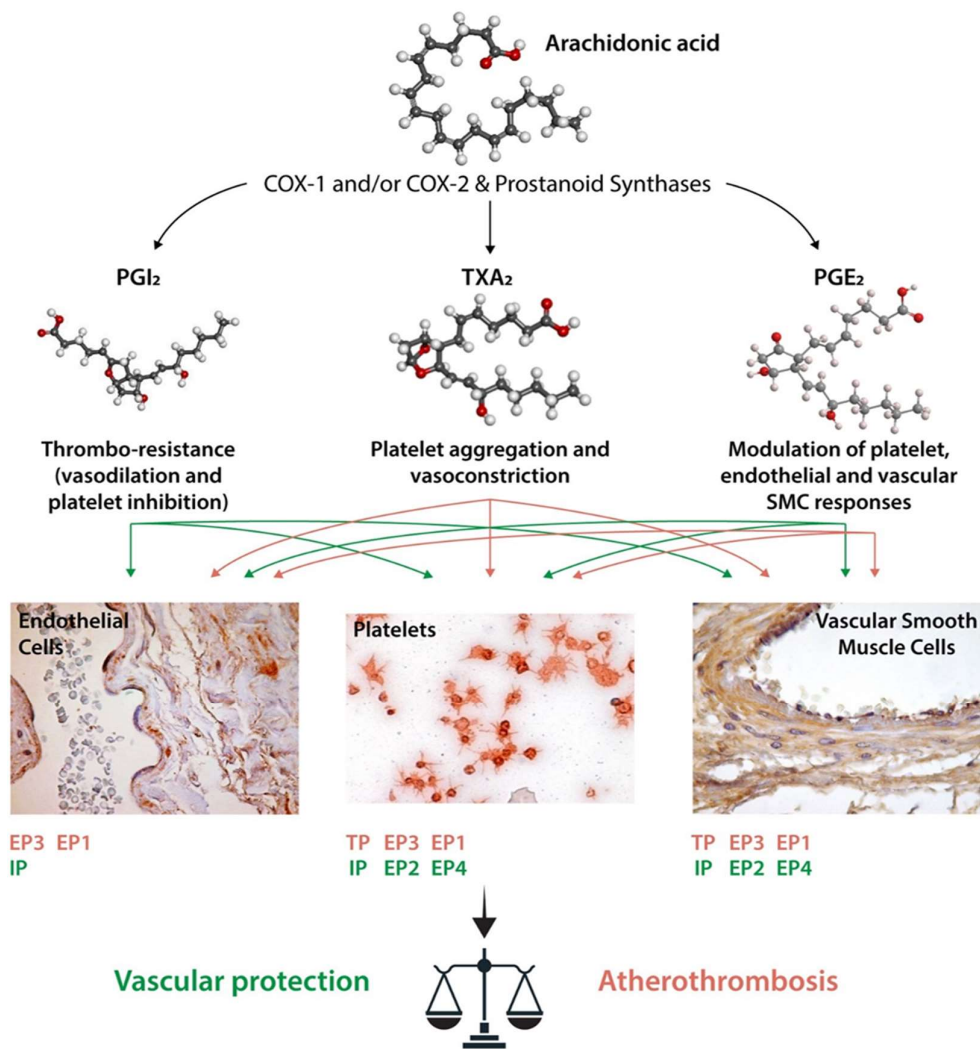 Arachidonic acid
COX-1 and/or COX-2 & Prostanoid Synthases
PGI₂
TXA₂
PGE₂
Thrombo-resistance
(vasodilation and
platelet inhibition)
Platelet aggregation and
vasoconstriction
Modulation of platelet,
endothelial and vascular
SMC responses
Endothelial
Cells
Platelets
Vascular Smooth
Muscle Cells
EP3 EP1
IP
TP EP3 EP1
IP EP2 EP4
TP EP3 EP1
IP EP2 EP4
Vascular protection
Atherothrombosis